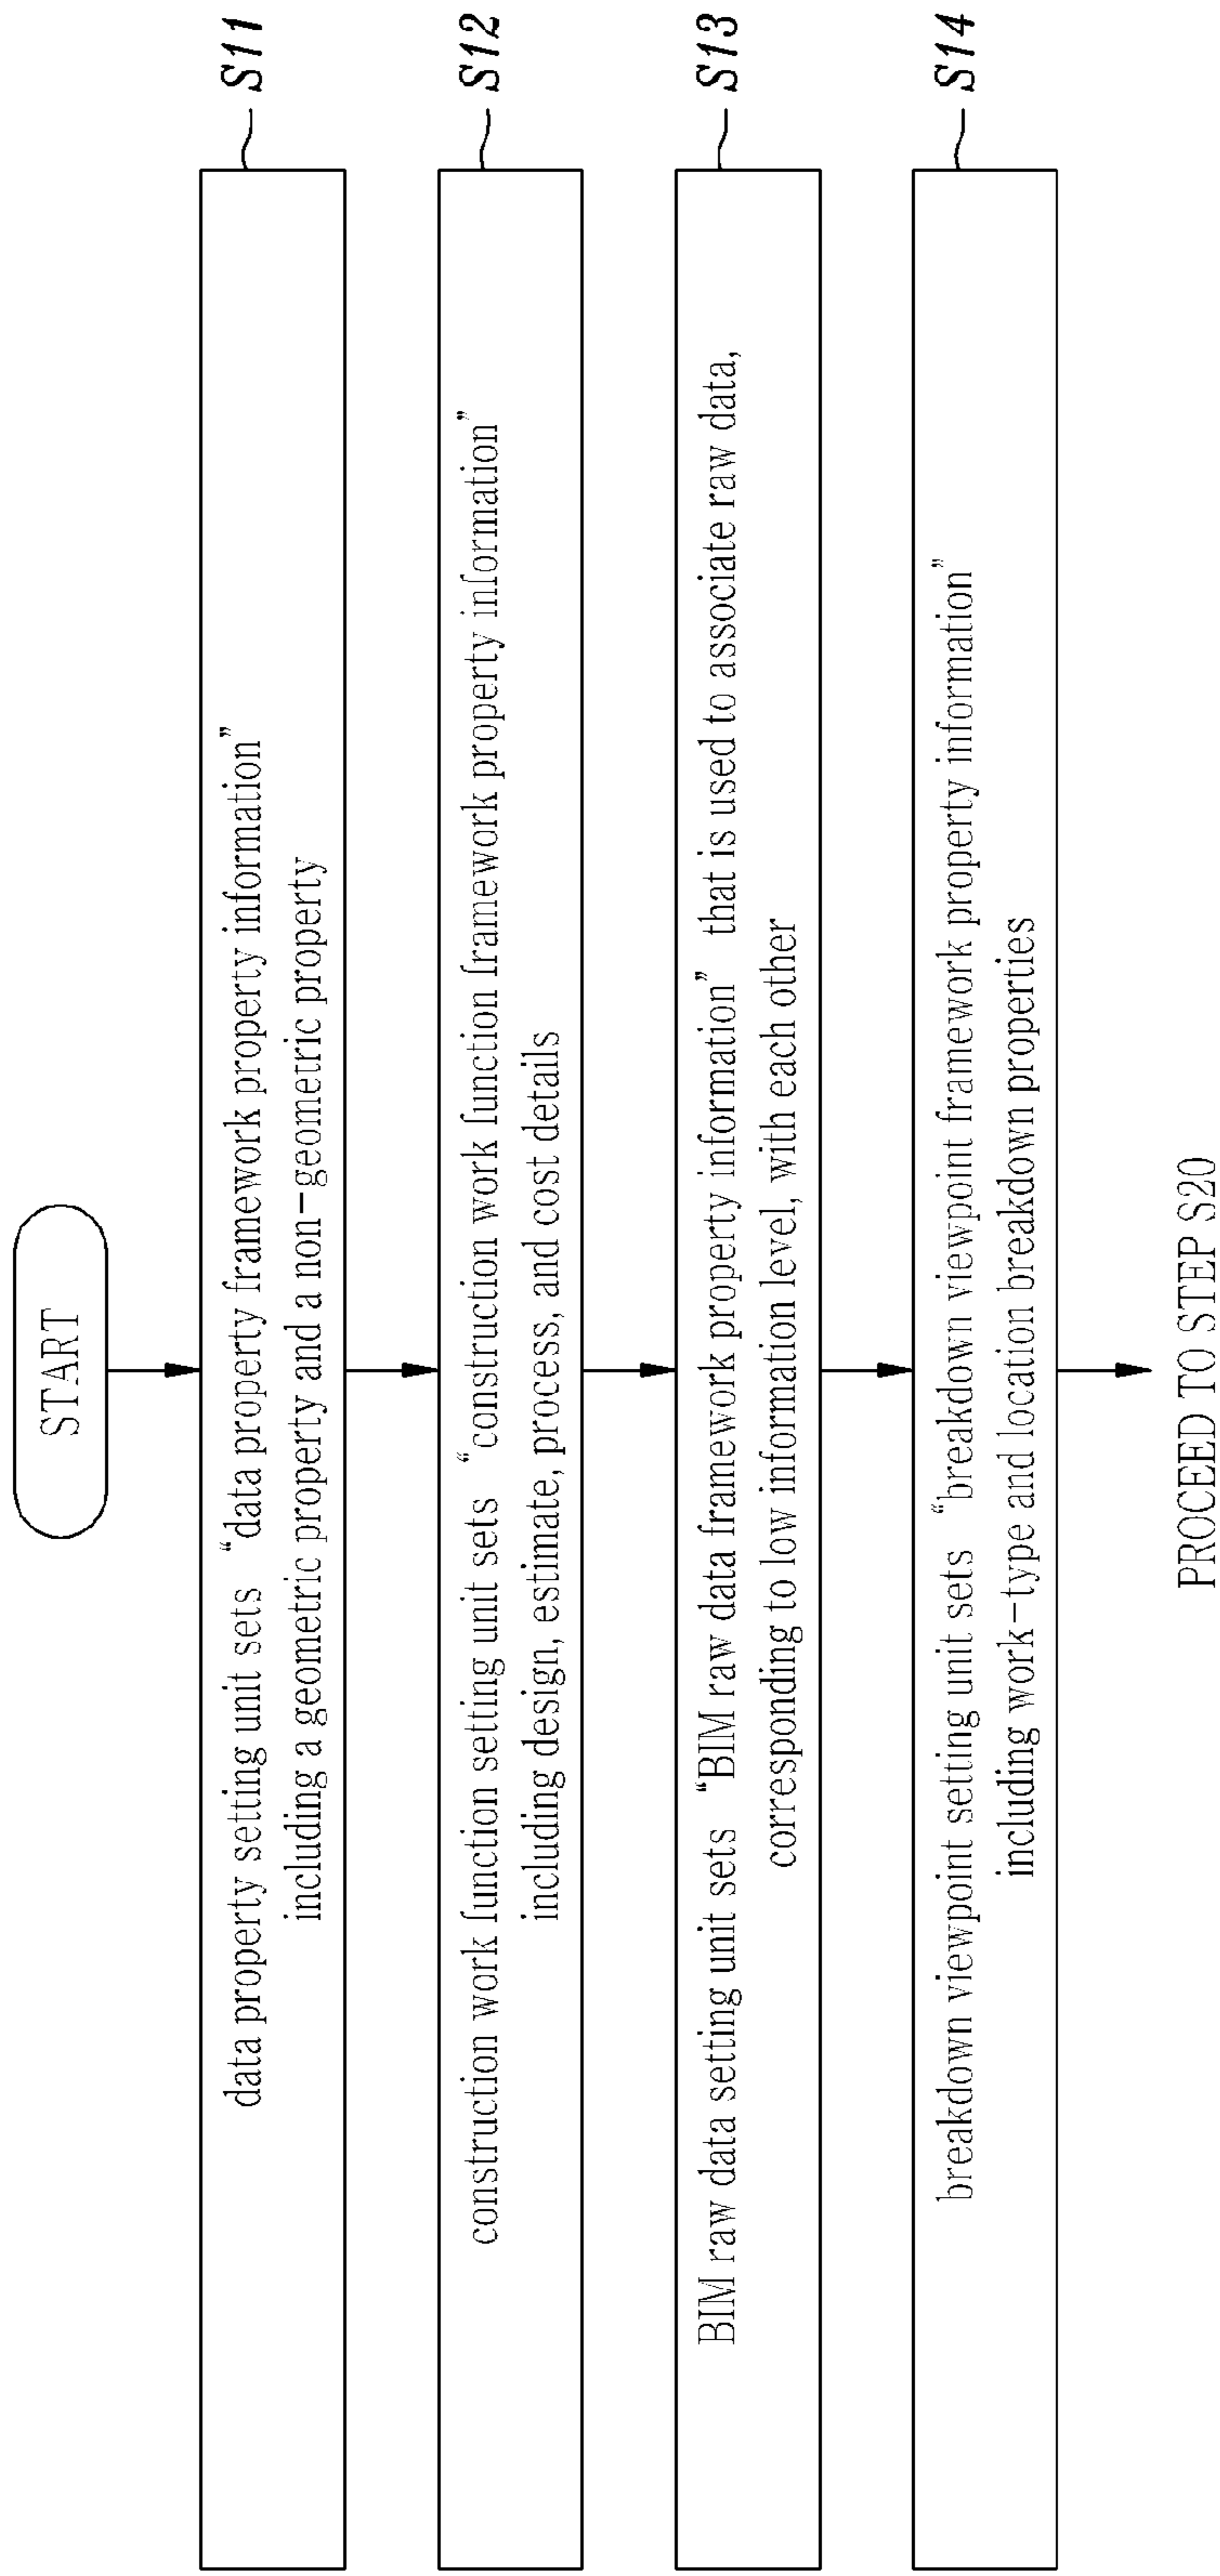 START
S11
data property setting unit sets “data property framework property information”
including a geometric property and a non-geometric property
S12
construction work function setting unit sets “construction work function framework property information”
including design, estimate, process, and cost details
S13
BIM raw data setting unit sets “BIM raw data framework property information” that is used to associate raw data,
corresponding to low information level, with each other
S14
breakdown viewpoint setting unit sets “breakdown viewpoint framework property information”
including work-type and location breakdown properties
PROCEED TO STEP S20